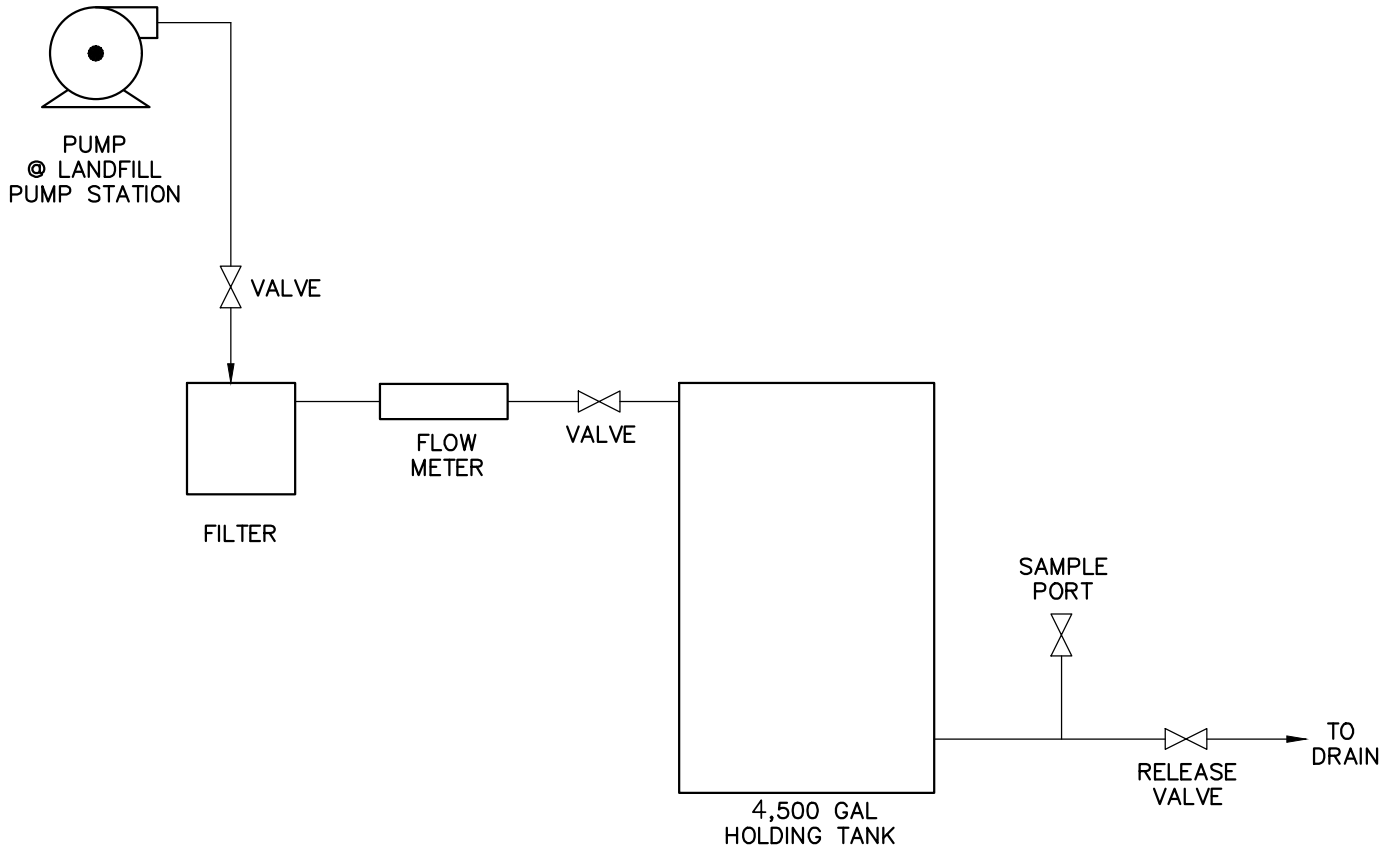 PUMP
@ LANDFILL
PUMP STATION
VALVE
FLOW
METER
VALVE
FILTER
SAMPLE
PORT
TO
DRAIN
RELEASE
VALVE
4,500 GAL
HOLDING TANK